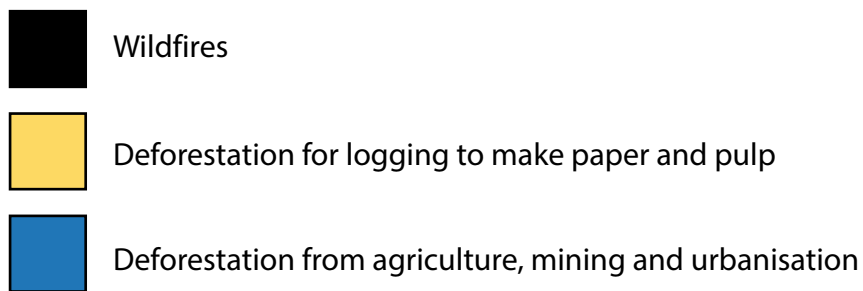 Wildfires
Deforestation for logging to make paper and pulp
Deforestation from agriculture, mining and urbanisation